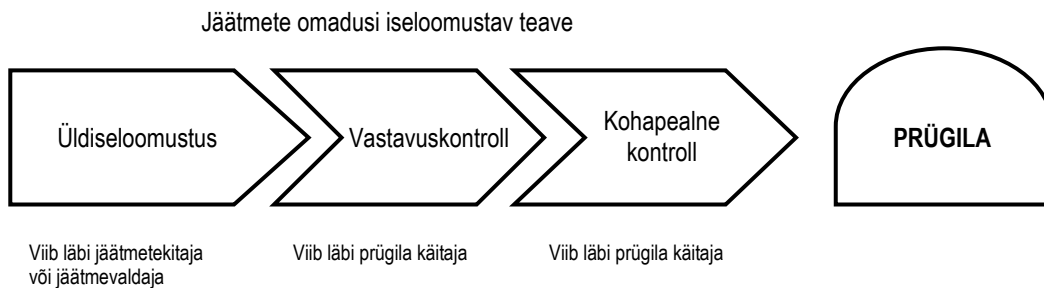 Jäätmete omadusi iseloomustav teave
Üldiseloomustus
Vastavuskontroll
Kohapealne
kontroll
PRÜGILA
Viib läbi jäätmetekitaja
või jäätmevaldaja
Viib läbi prügila käitaja
Viib läbi prügila käitaja